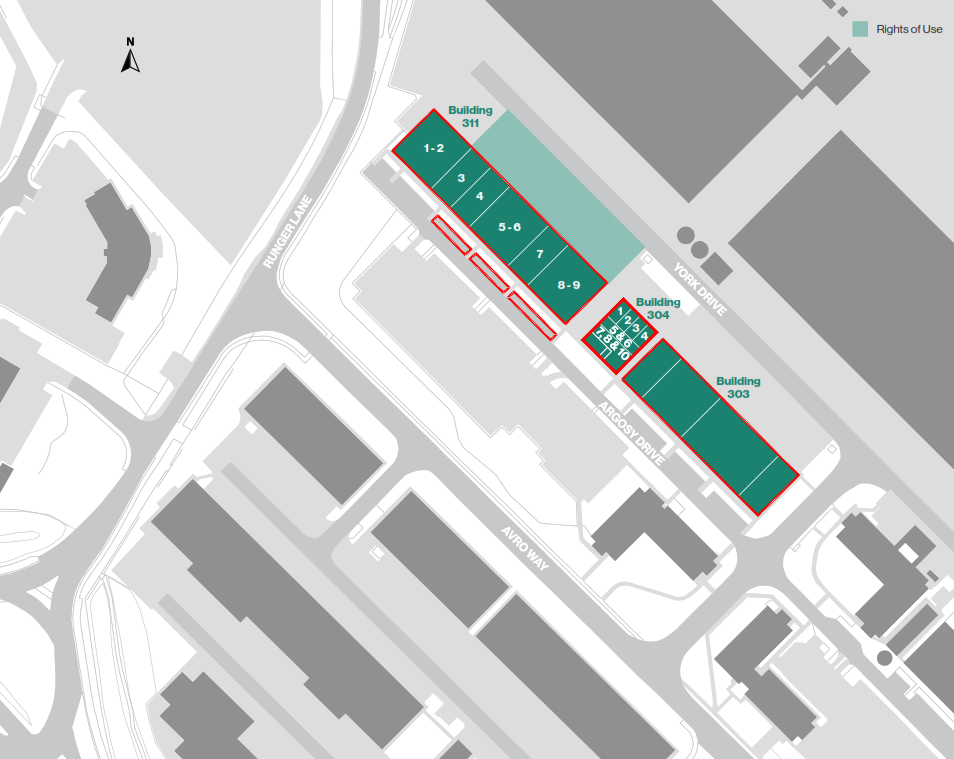 N
Rights of Use
Building
311
1 - 2
3
4
5 - 6
7
8 - 9
RUNGER LANE
YORK DRIVE
Building
304
1
2
3
4
5 & 6
7, 8 &
10
Building
303
ARGOSY DRIVE
AVRO WAY